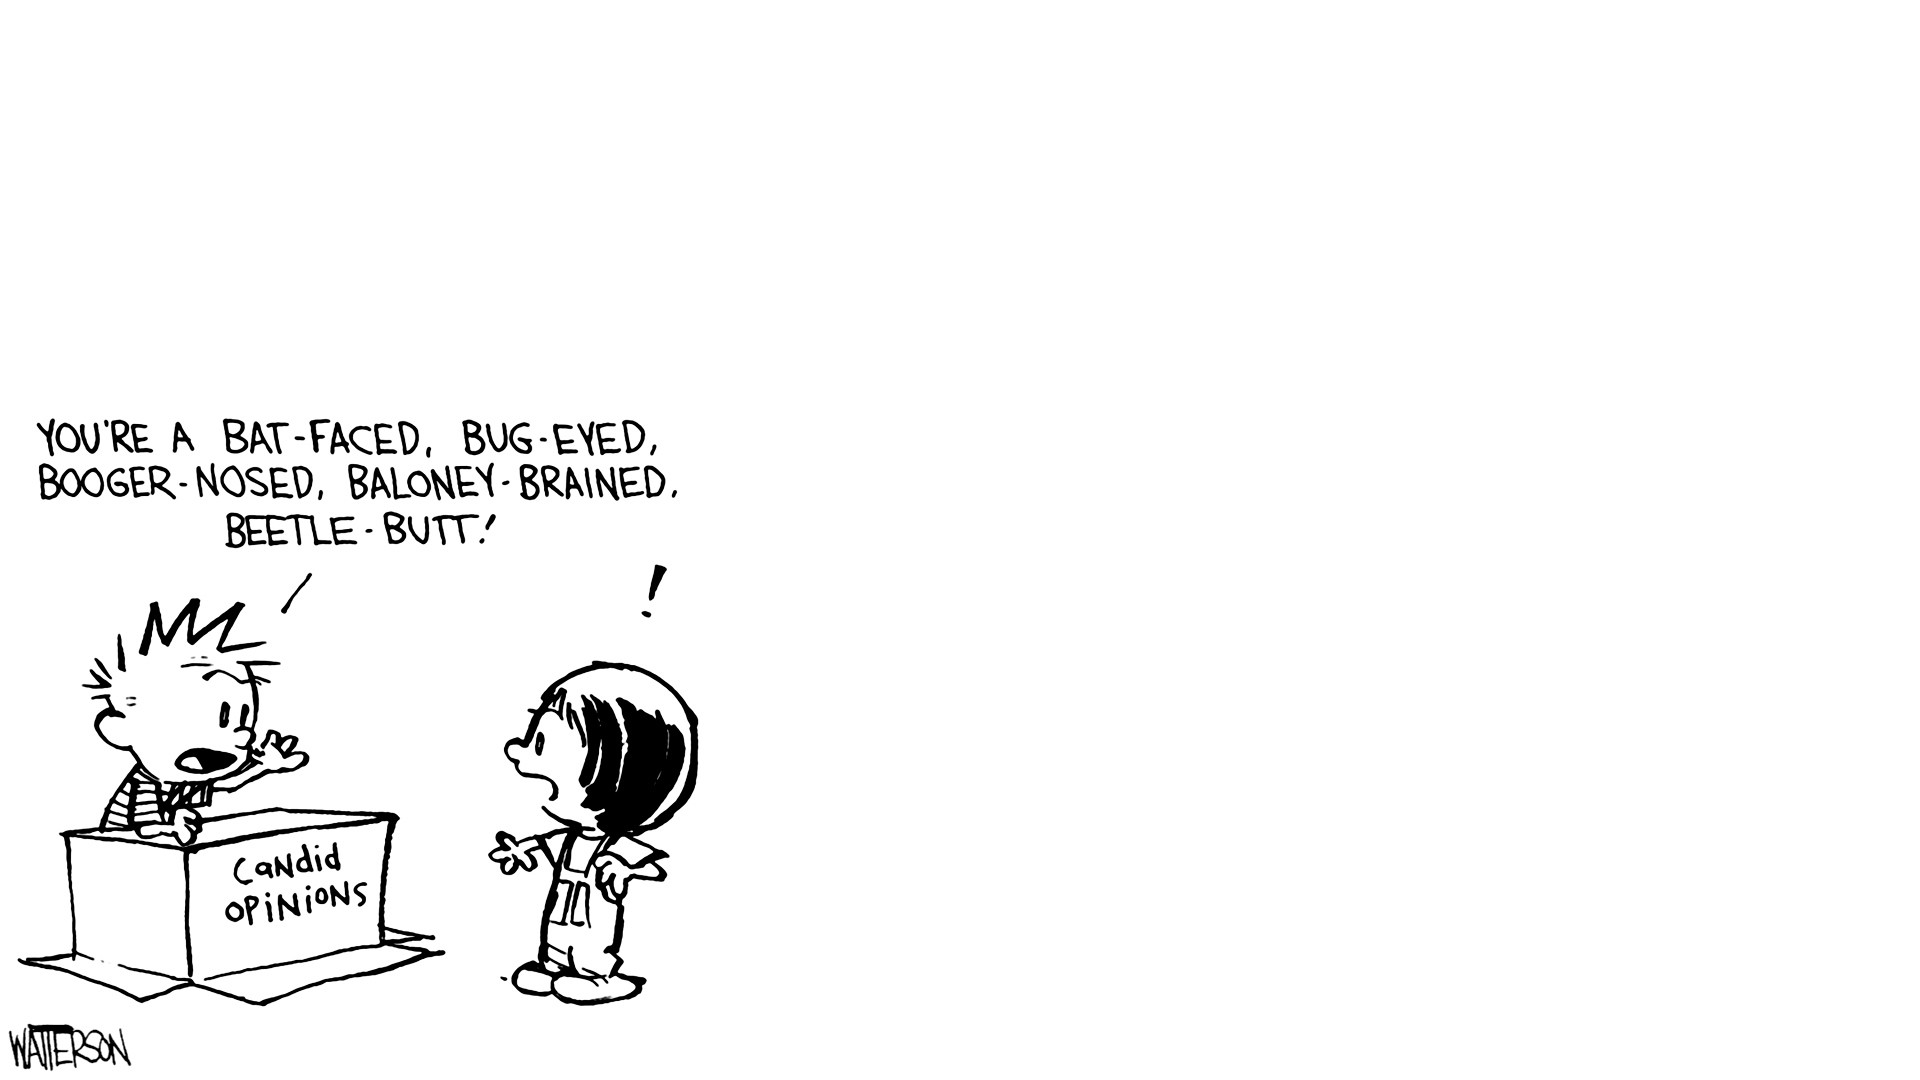 YOU'RE A BAT-FACED, BUG-EYED,
BOOGER-NOSED, BALONEY-BRAINED,
BEETLE-BUTT!
!
CaNdid
OPiNiONS
WATTERSON